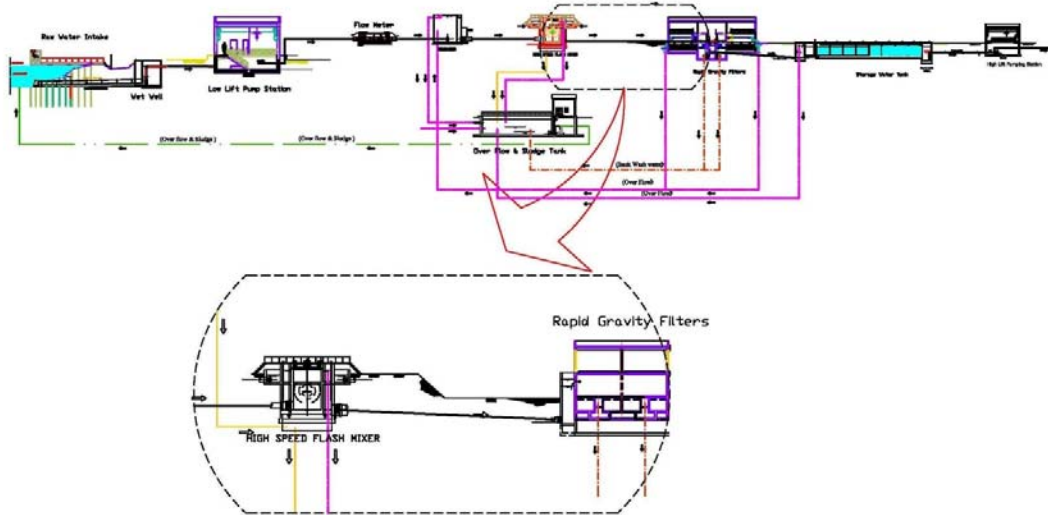 Raw Water Intake
Wet Well
Low Lift Pump Station
Flow Meter
Rapid Gravity Filters
Storage Water Tank
High Lift Pumping Station
Over Flow & Sludge Tank
(Over flow & Sludge )
(Over flow & Sludge )
(Back Wash waste)
(Over Flow)
(Over Flow)
Rapid Gravity Filters
HIGH SPEED FLASH MIXER